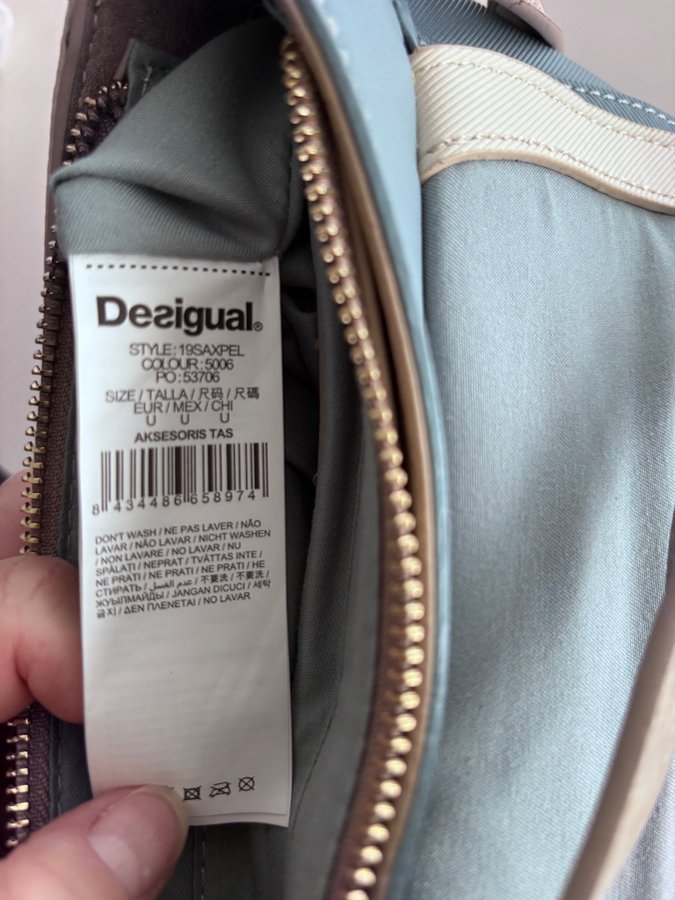 Desigual®
STYLE: 19SAXPEL
COLOUR: 5006
PO: 53706
SIZE / TALLA / 尺码 / 尺碼
EUR / MEX / CHI
U U U
AKSESORIS TAS
8 434486 658974
DON'T WASH / NE PAS LAVER / NÃO
LAVAR / NÃO LAVAR / NICHT WASHEN
/ NON LAVARE / NO LAVAR / NU
SPĂLAȚI / NEPRAT / TVÄTTAS INTE /
NE PRATI / NE PRATI / NE PRATI / НЕ
СТИРАТЬ / عدم الغسل / 不要洗 / 不要洗 /
ЖУЫЛМАЙДЫ / JANGAN DICUCI / 세탁
금지 / ΔΕΝ ΠΛΕΝΕΤΑΙ / NO LAVAR